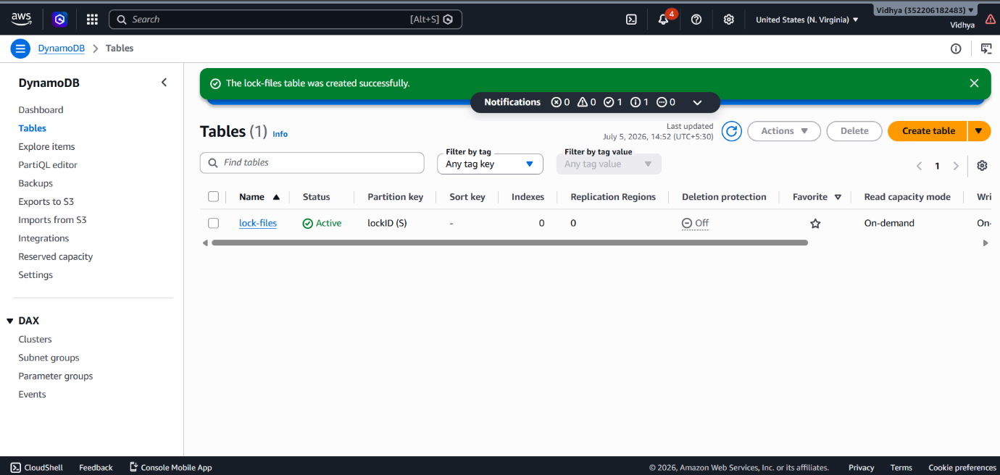 aws
Search [Alt+S]
4
United States (N. Virginia)
Vidhya (352206182483)
Vidhya
DynamoDB
Tables
DynamoDB
Dashboard
Tables
Explore items
PartiQL editor
Backups
Exports to S3
Imports from S3
Integrations
Reserved capacity
Settings
DAX
Clusters
Subnet groups
Parameter groups
Events
The lock-files table was created successfully.
Notifications 0 0 1 1 0
Tables (1) Info
Last updated
July 5, 2026, 14:52 (UTC+5:30)
Actions
Delete
Create table
Find tables
Filter by tag
Any tag key
Filter by tag value
Any tag value
1
Name Status Partition key Sort key Indexes Replication Regions Deletion protection Favorite Read capacity mode Wri
lock-files Active lockID (S) - 0 0 Off On-demand On-
CloudShell Feedback Console Mobile App © 2026, Amazon Web Services, Inc. or its affiliates. Privacy Terms Cookie preferences